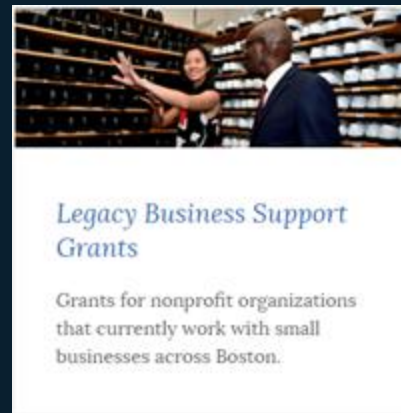 Legacy Business Support
Grants
Grants for nonprofit organizations
that currently work with small
businesses across Boston.